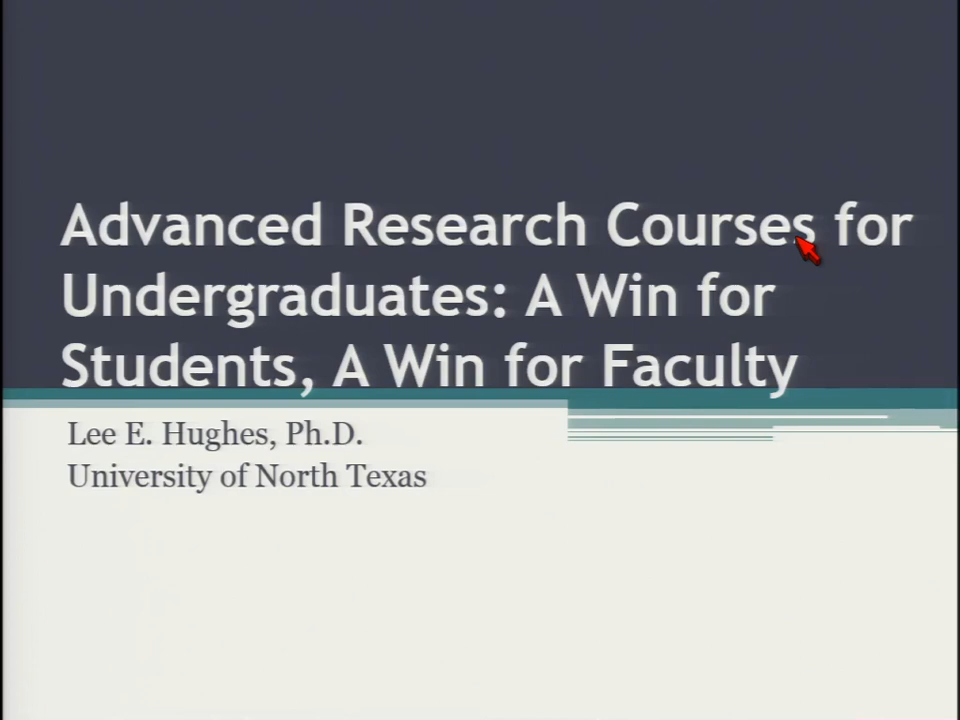 Advanced Research Courses for
Undergraduates: A Win for
Students, A Win for Faculty
Lee E. Hughes, Ph.D.
University of North Texas